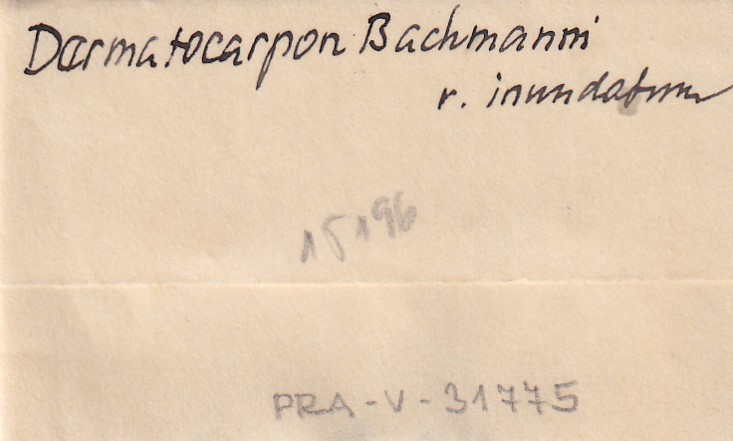 Dermatocarpon Bachmanni
v. inundatum
15196
PRA-V-31775